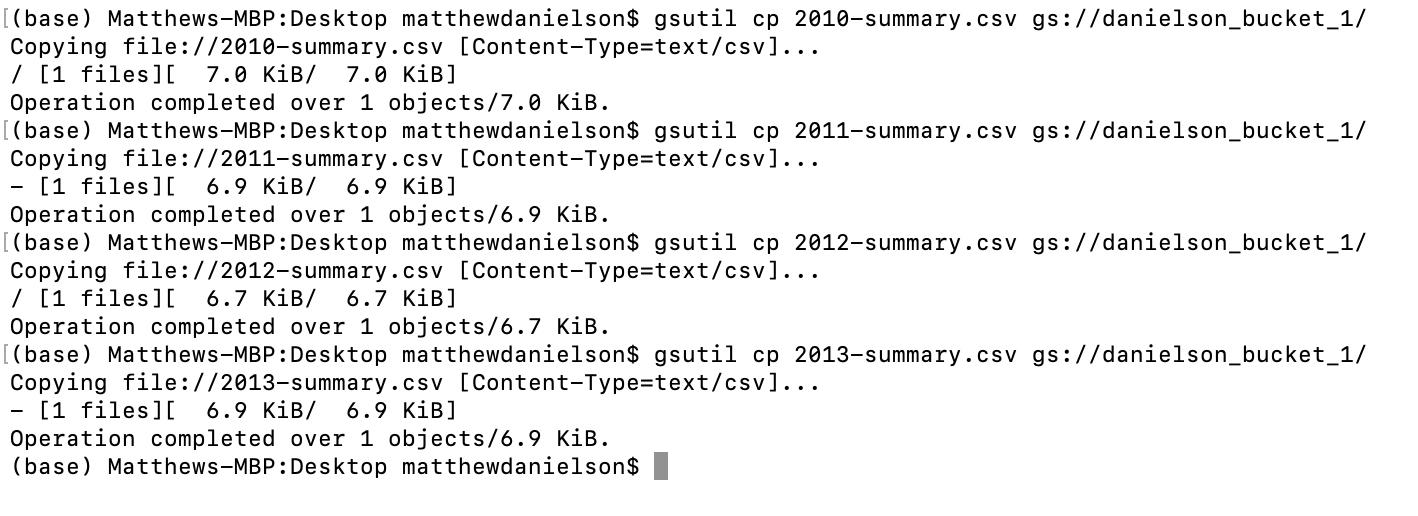 [(base) Matthews-MBP:Desktop matthewdanielson$ gsutil cp 2010-summary.csv gs://danielson_bucket_1/
Copying file://2010-summary.csv [Content-Type=text/csv]...
/ [1 files][  7.0 KiB/  7.0 KiB]
Operation completed over 1 objects/7.0 KiB.
[(base) Matthews-MBP:Desktop matthewdanielson$ gsutil cp 2011-summary.csv gs://danielson_bucket_1/
Copying file://2011-summary.csv [Content-Type=text/csv]...
- [1 files][  6.9 KiB/  6.9 KiB]
Operation completed over 1 objects/6.9 KiB.
[(base) Matthews-MBP:Desktop matthewdanielson$ gsutil cp 2012-summary.csv gs://danielson_bucket_1/
Copying file://2012-summary.csv [Content-Type=text/csv]...
/ [1 files][  6.7 KiB/  6.7 KiB]
Operation completed over 1 objects/6.7 KiB.
[(base) Matthews-MBP:Desktop matthewdanielson$ gsutil cp 2013-summary.csv gs://danielson_bucket_1/
Copying file://2013-summary.csv [Content-Type=text/csv]...
- [1 files][  6.9 KiB/  6.9 KiB]
Operation completed over 1 objects/6.9 KiB.
(base) Matthews-MBP:Desktop matthewdanielson$